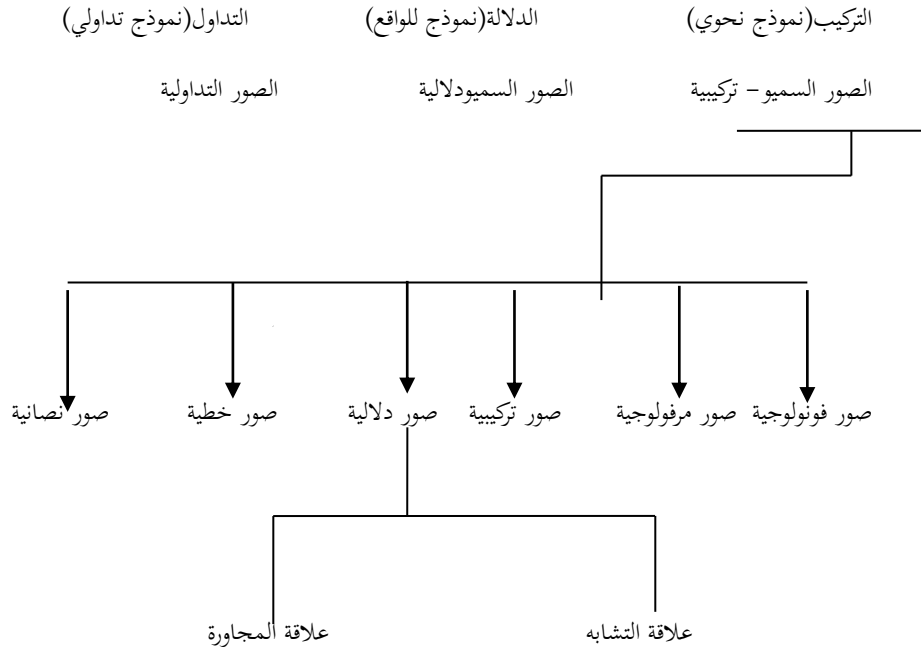 التركيب(نموذج نحوي) الدلالة(نموذج للواقع) التداول(نموذج تداولي)
الصور السميو– تركيبية الصور السميودلالية الصور التداولية
صور فونولوجية صور مرفولوجية صور تركيبية صور دلالية صور خطية صور نصانية
علاقة التشابه علاقة المجاورة